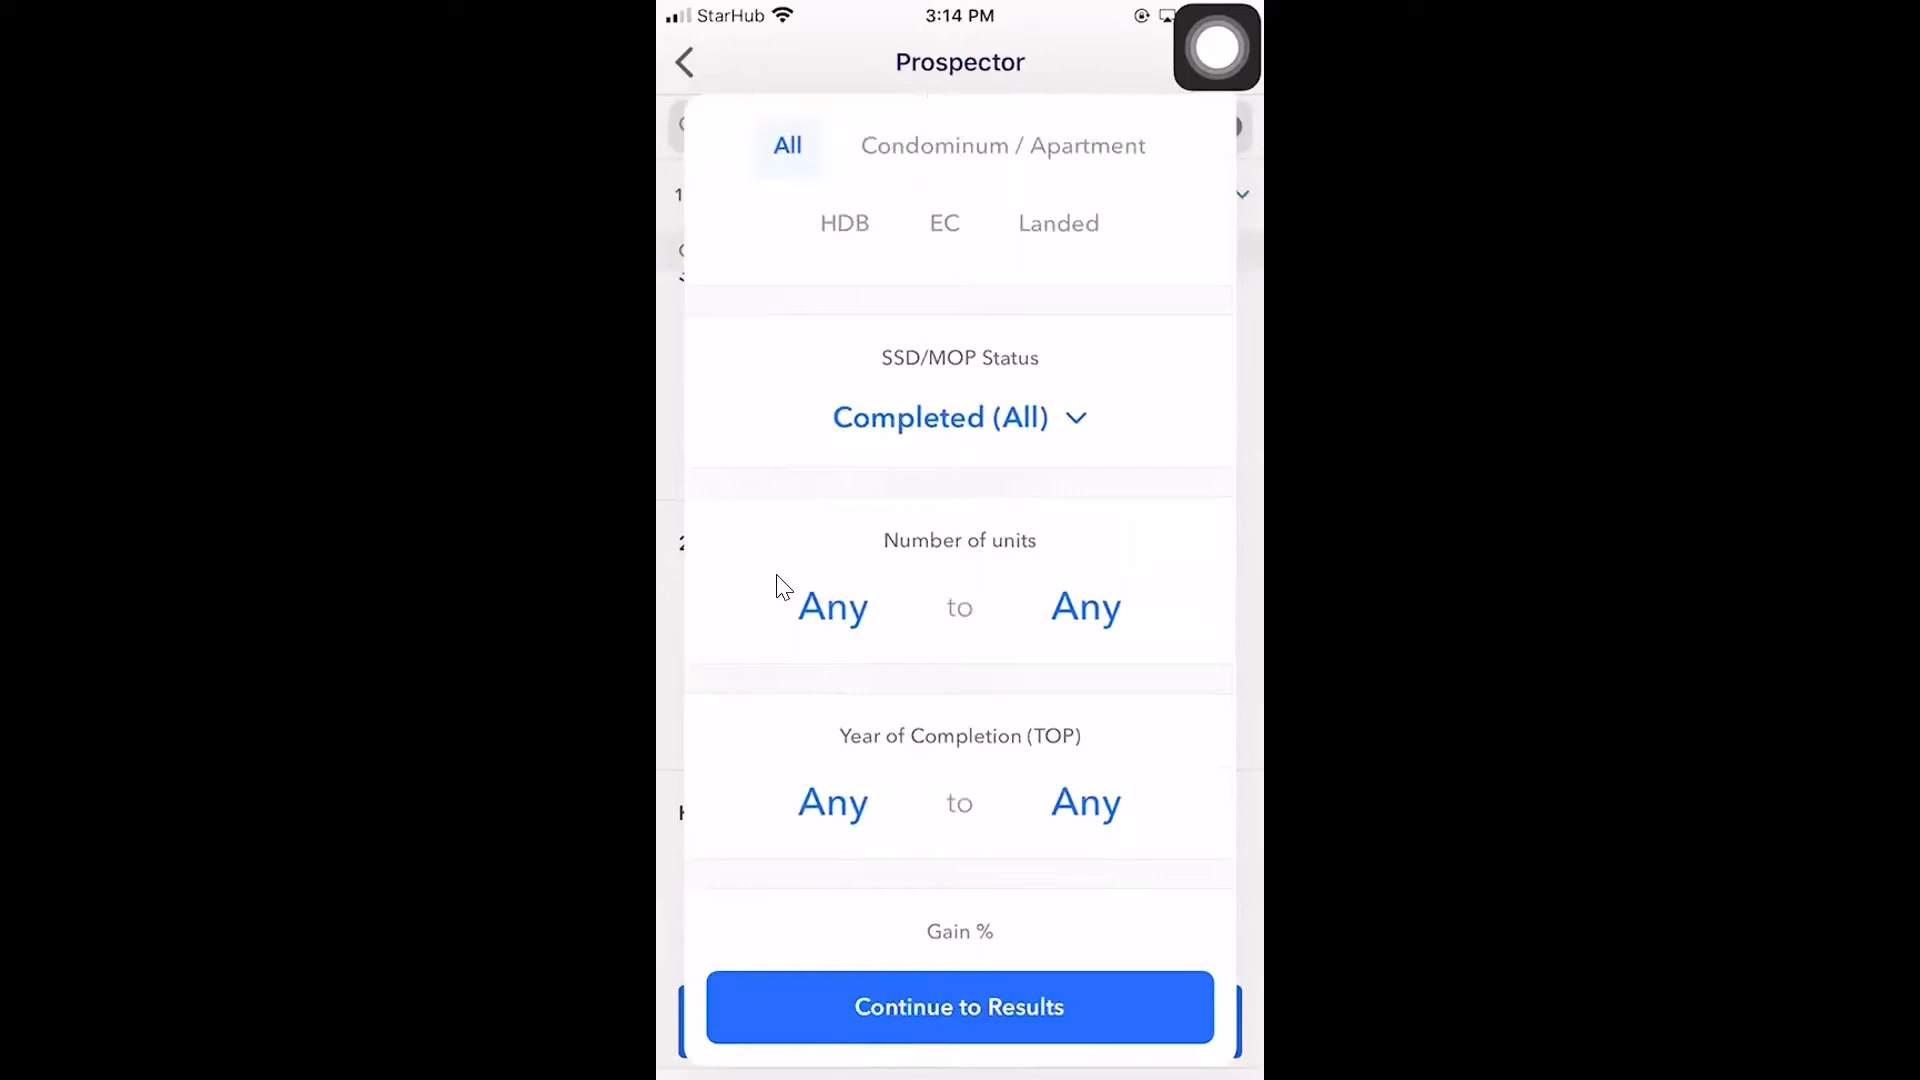 StarHub 3:14 PM
Prospector
All Condominum / Apartment
HDB EC Landed
SSD/MOP Status
Completed (All)
Number of units
Any to Any
Year of Completion (TOP)
Any to Any
Gain %
Continue to Results